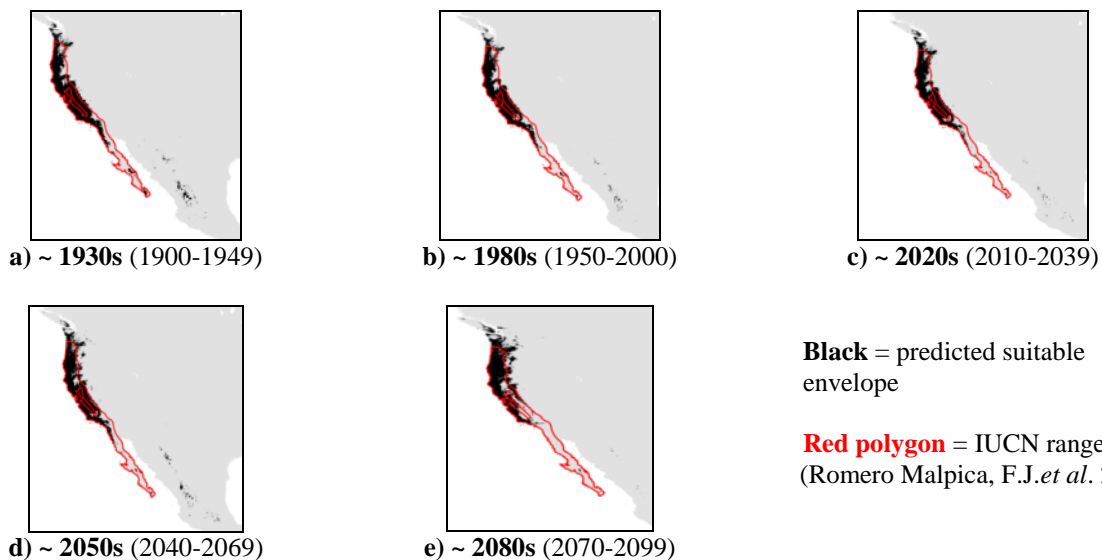 a) ~ 1930s (1900-1949)
b) ~ 1980s (1950-2000)
c) ~ 2020s (2010-2039)
Black = predicted suitable
envelope
Red polygon = IUCN range
(Romero Malpica, F.J.et al.
d) ~ 2050s (2040-2069)
e) ~ 2080s (2070-2099)